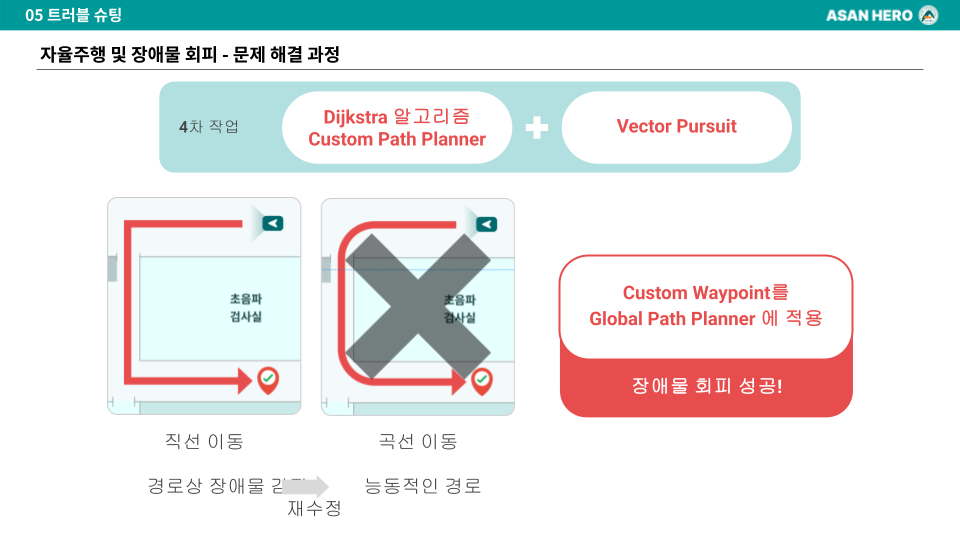 05 트러블 슈팅
ASAN HERO
자율주행 및 장애물 회피 - 문제 해결 과정
4차 작업
Dijkstra 알고리즘
Custom Path Planner
Vector Pursuit
초음파
검사실
초음파
검사실
Custom Waypoint를
Global Path Planner 에 적용
장애물 회피 성공!
직선 이동
곡선 이동
경로상 장애물
능동적인 경로
재수정